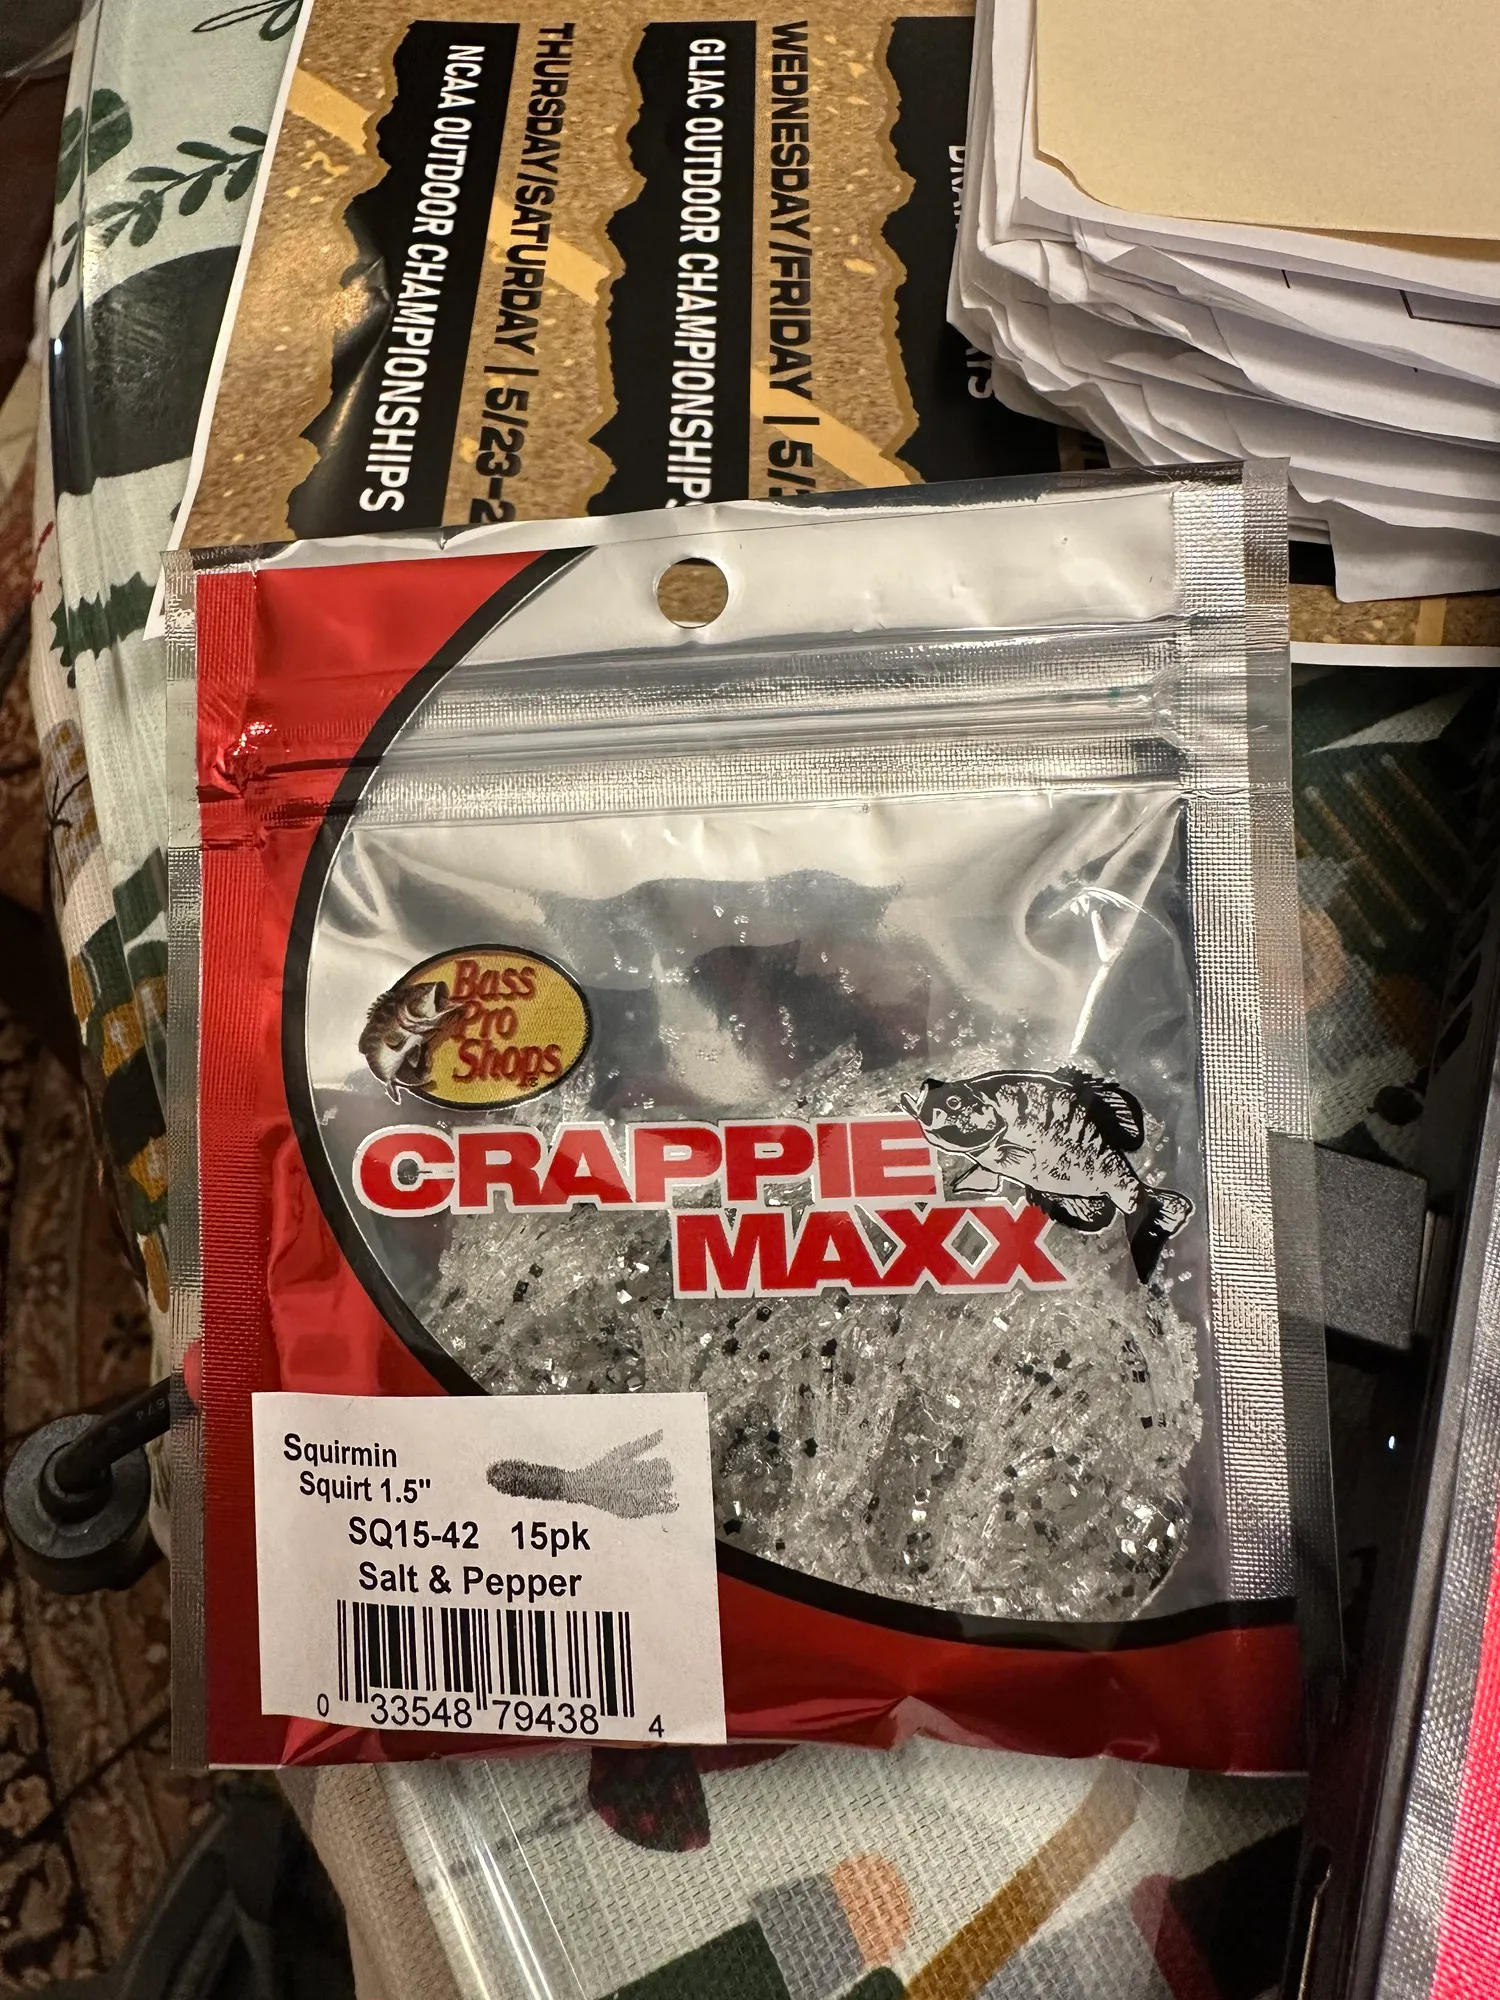 NCAA OUTDOOR CHAMPIONSHIPS
THURSDAY/SATURDAY | 5/23-2
GLIAC OUTDOOR CHAMPIONSHIPS
WEDNESDAY/FRIDAY | 5/
Bass
Pro
Shops
CRAPPIE
MAXX
Squirmin
Squirt 1.5"
SQ15-42 15pk
Salt & Pepper
0 33548 79438 4